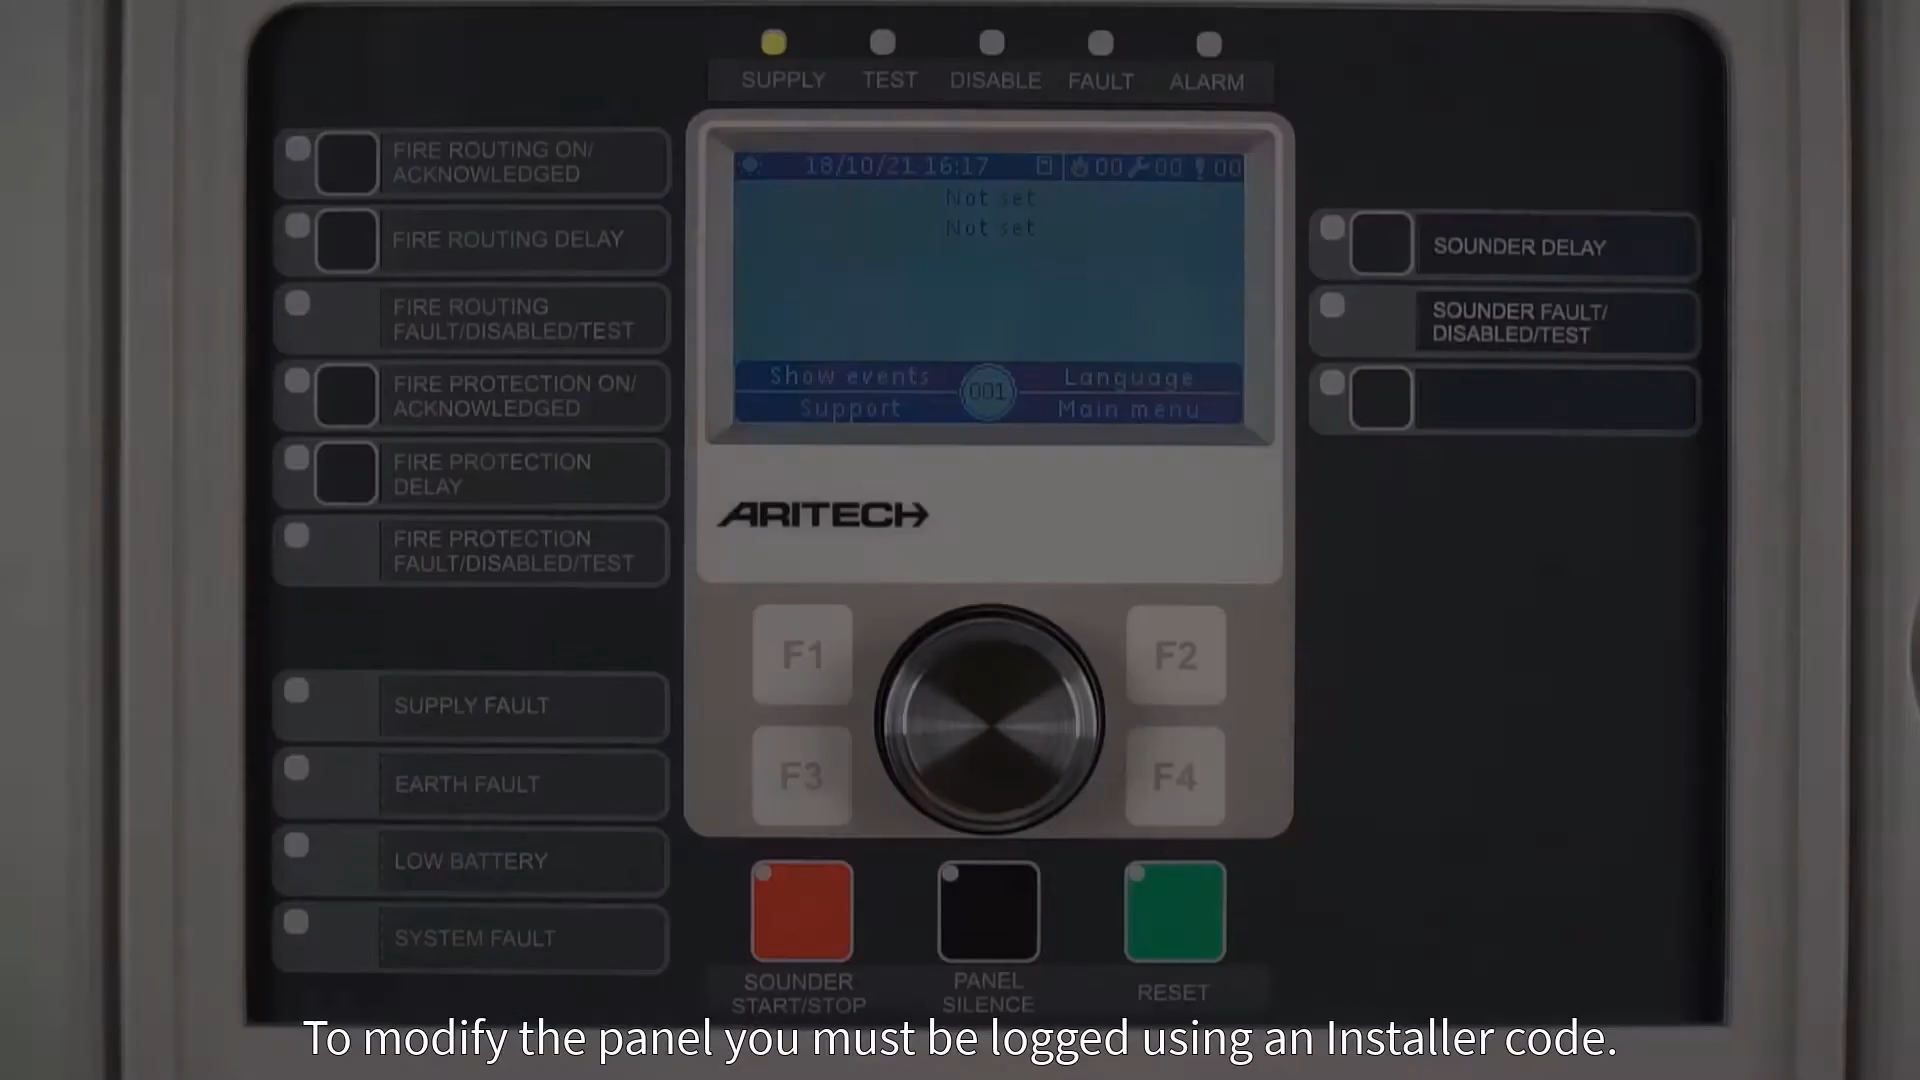 SUPPLY TEST DISABLE FAULT ALARM
FIRE ROUTING ON/
ACKNOWLEDGED
FIRE ROUTING DELAY
FIRE ROUTING
FAULT/DISABLED/TEST
FIRE PROTECTION ON/
ACKNOWLEDGED
FIRE PROTECTION
DELAY
FIRE PROTECTION
FAULT/DISABLED/TEST
SUPPLY FAULT
EARTH FAULT
LOW BATTERY
SYSTEM FAULT
18/10/21 16:17 00 00 00
Not set
Not set
Show events 001 Language
Support Main menu
ARITECH
F1 F2
F3 F4
SOUNDER DELAY
SOUNDER FAULT/
DISABLED/TEST
SOUNDER
START/STOP
PANEL
SILENCE
RESET
To modify the panel you must be logged using an Installer code.